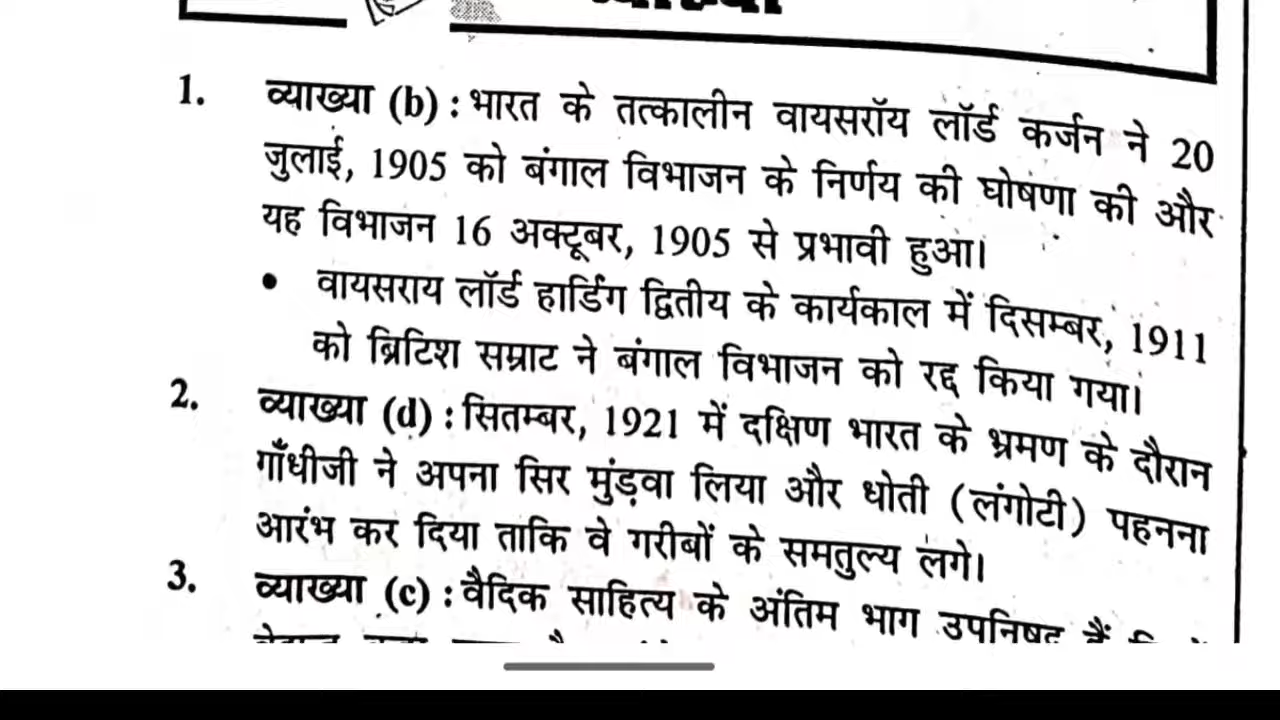 1. व्याख्या (b) : भारत के तत्कालीन वायसरॉय लॉर्ड कर्जन ने 20
जुलाई, 1905 को बंगाल विभाजन के निर्णय की घोषणा की और
यह विभाजन 16 अक्टूबर, 1905 से प्रभावी हुआ।
• वायसराय लॉर्ड हार्डिंग द्वितीय के कार्यकाल में दिसम्बर, 1911
को ब्रिटिश सम्राट ने बंगाल विभाजन को रद्द किया गया।
2. व्याख्या (d) : सितम्बर, 1921 में दक्षिण भारत के भ्रमण के दौरान
गाँधीजी ने अपना सिर मुंड़वा लिया और धोती (लंगोटी) पहनना
आरंभ कर दिया ताकि वे गरीबों के समतुल्य लगे।
3. व्याख्या (c) : वैदिक साहित्य के अंतिम भाग उपनिषद् हैं